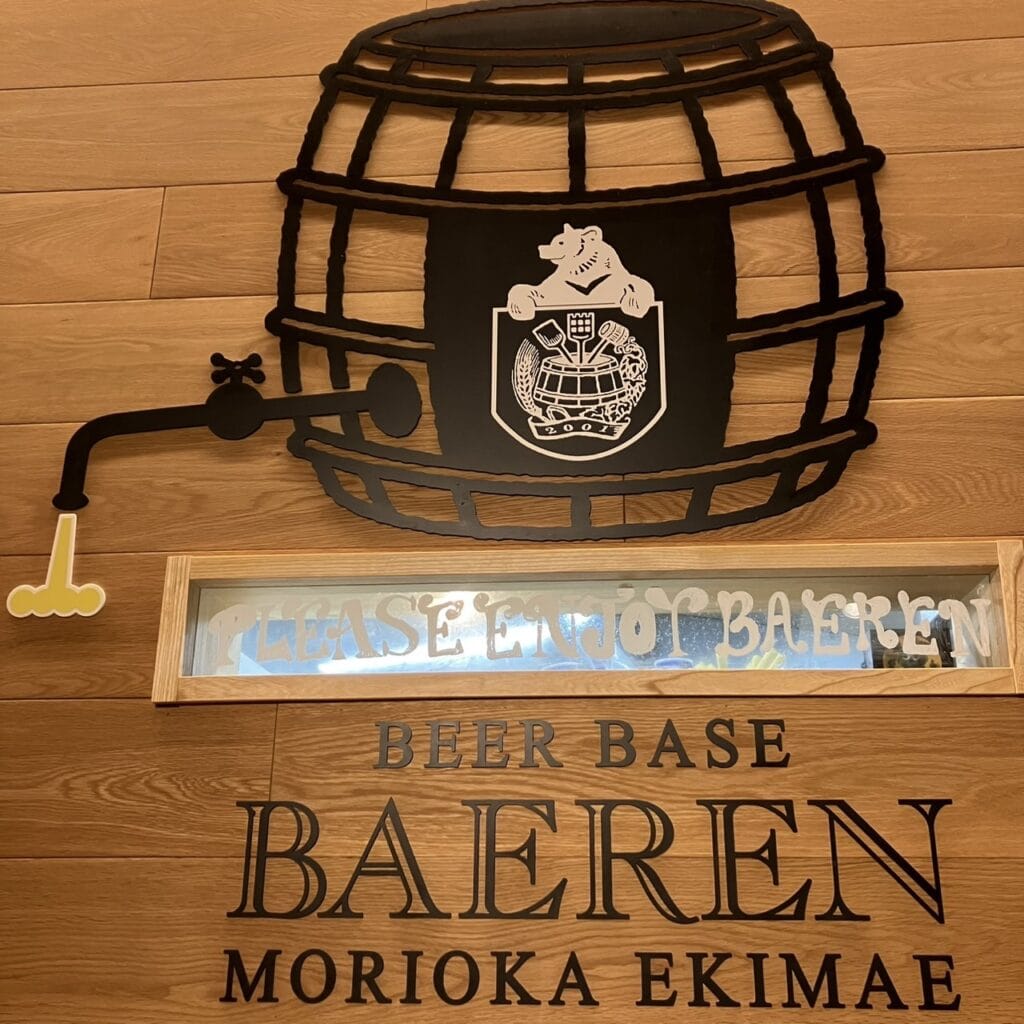 2001
PLEASE ENJOY BAEREN
BEER BASE
BAEREN
MORIOKA EKIMAE